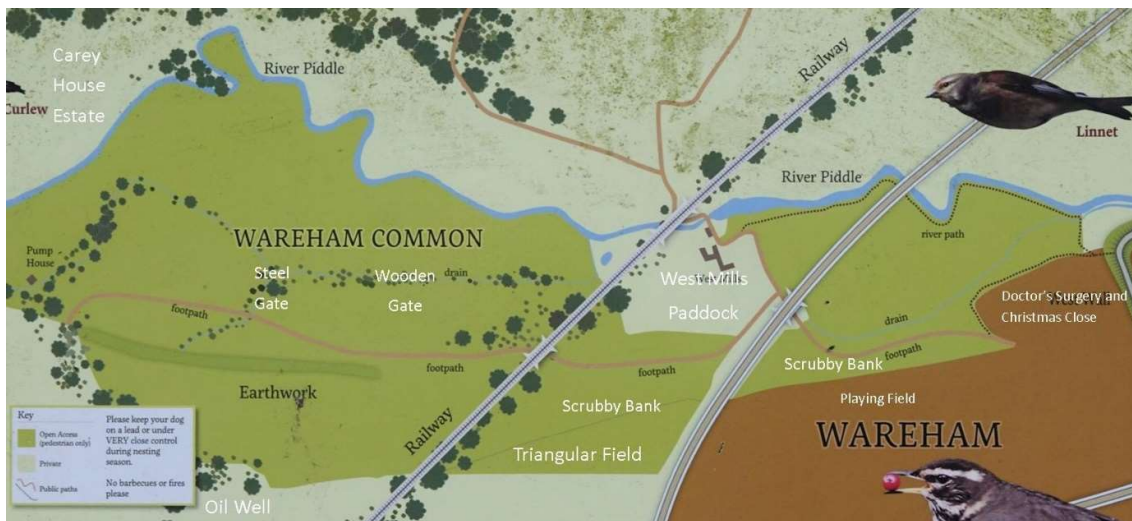 Carey
House
Estate
Curlew
River Piddle
Railway
Linnet
River Piddle
river path
WAREHAM COMMON
Pump
House
Steel
Gate
Wooden
Gate
drain
West Mills
Paddock
Doctor's Surgery and
Christmas Close
footpath
drain
footpath
footpath
footpath
Scrubby Bank
Earthwork
Scrubby Bank
Playing Field
WAREHAM
Railway
Triangular Field
Oil Well
Key
Open Access
(pedestrian only)
Private
Public paths
Please keep your dog
on a lead or under
VERY close control
during nesting
season.
No barbecues or fires
please